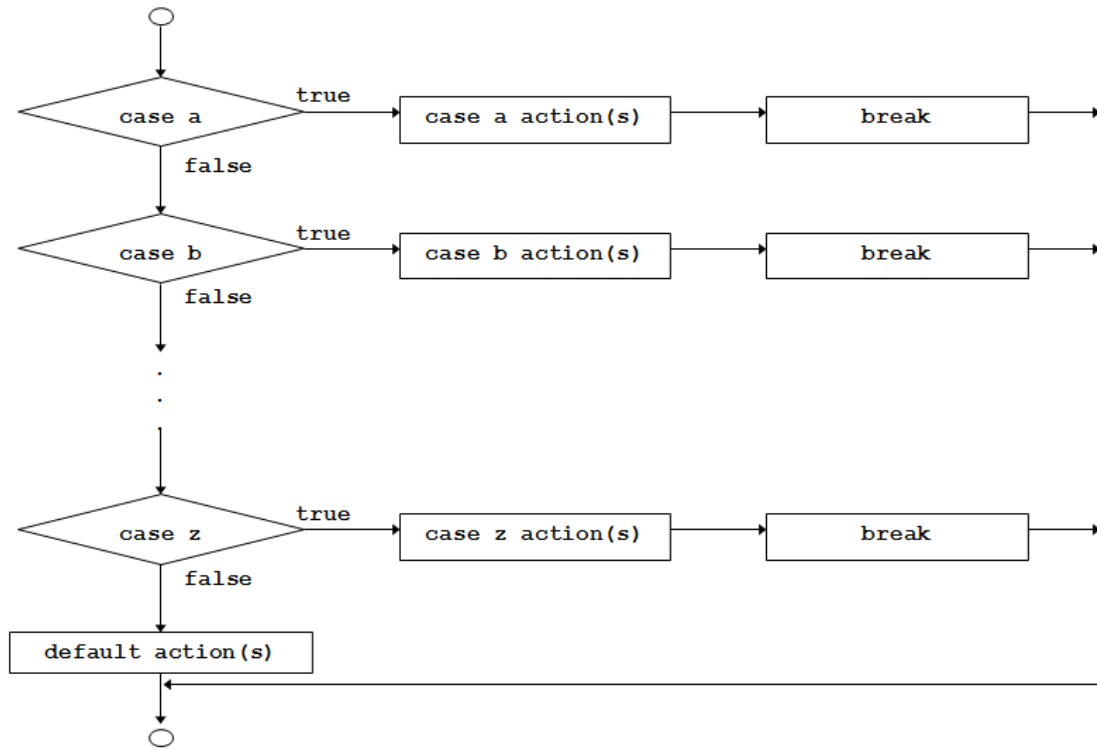 true
case a
case a action(s)
break
false
true
case b
case b action(s)
break
false
.
.
.
true
case z
case z action(s)
break
false
default action(s)